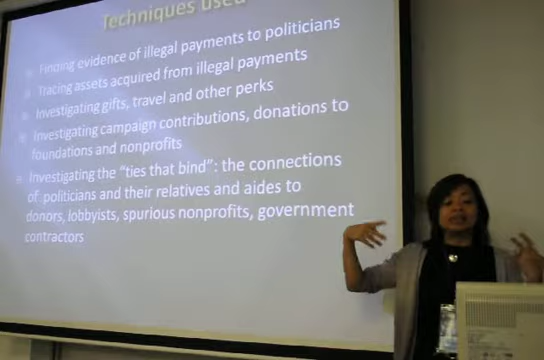 Techniques used
Finding evidence of illegal payments to politicians
Tracing assets acquired from illegal payments
Investigating gifts, travel and other perks
Investigating campaign contributions, donations to
foundations and nonprofits
Investigating the "ties that bind": the connections
of politicians and their relatives and aides to
donors, lobbyists, spurious nonprofits, government
contractors